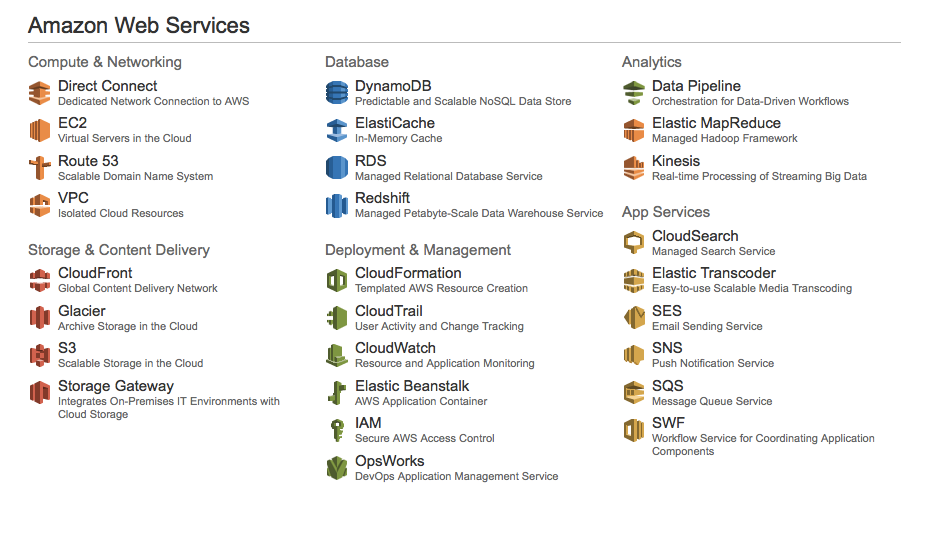 Amazon Web Services
Compute & Networking
Direct Connect
Dedicated Network Connection to AWS
EC2
Virtual Servers in the Cloud
Route 53
Scalable Domain Name System
VPC
Isolated Cloud Resources
Storage & Content Delivery
CloudFront
Global Content Delivery Network
Glacier
Archive Storage in the Cloud
S3
Scalable Storage in the Cloud
Storage Gateway
Integrates On-Premises IT Environments with
Cloud Storage
Database
DynamoDB
Predictable and Scalable NoSQL Data Store
ElastiCache
In-Memory Cache
RDS
Managed Relational Database Service
Redshift
Managed Petabyte-Scale Data Warehouse Service
Deployment & Management
CloudFormation
Templated AWS Resource Creation
CloudTrail
User Activity and Change Tracking
CloudWatch
Resource and Application Monitoring
Elastic Beanstalk
AWS Application Container
IAM
Secure AWS Access Control
OpsWorks
DevOps Application Management Service
Analytics
Data Pipeline
Orchestration for Data-Driven Workflows
Elastic MapReduce
Managed Hadoop Framework
Kinesis
Real-time Processing of Streaming Big Data
App Services
CloudSearch
Managed Search Service
Elastic Transcoder
Easy-to-use Scalable Media Transcoding
SES
Email Sending Service
SNS
Push Notification Service
SQS
Message Queue Service
SWF
Workflow Service for Coordinating Application
Components